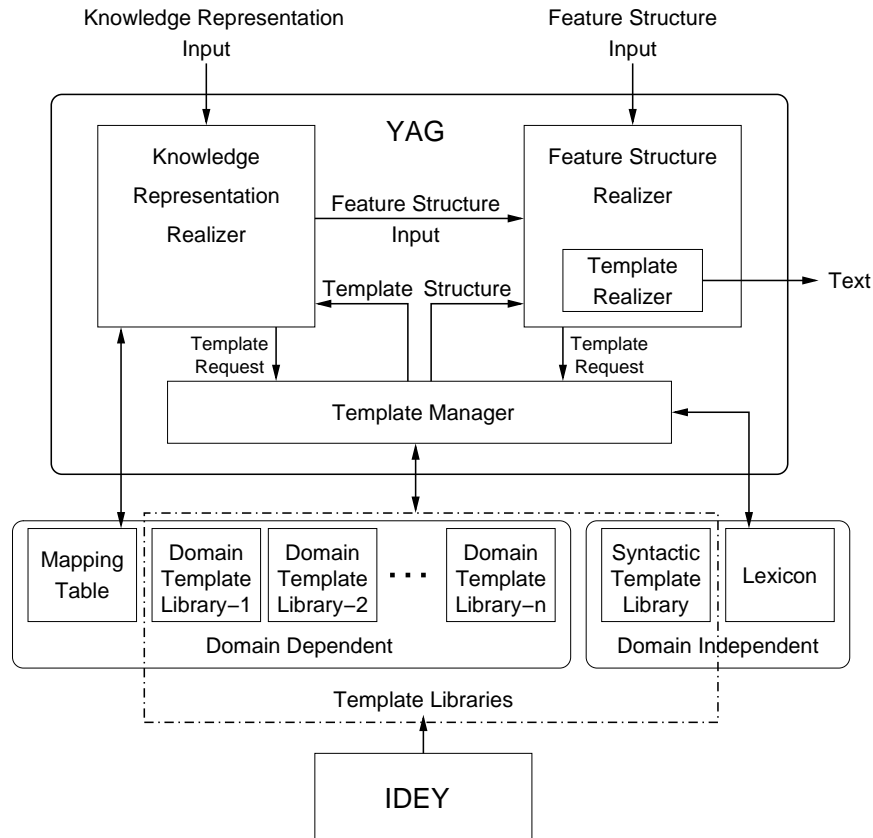 Knowledge Representation
Input
Feature Structure
Input
YAG
Knowledge
Representation
Realizer
Feature Structure
Realizer
Feature Structure
Input
Template
Realizer
Text
Template Structure
Template
Request
Template
Request
Template Manager
Mapping
Table
Domain
Template
Library−1
Domain
Template
Library−2
...
Domain
Template
Library−n
Syntactic
Template
Library
Lexicon
Domain Dependent
Domain Independent
Template Libraries
IDEY